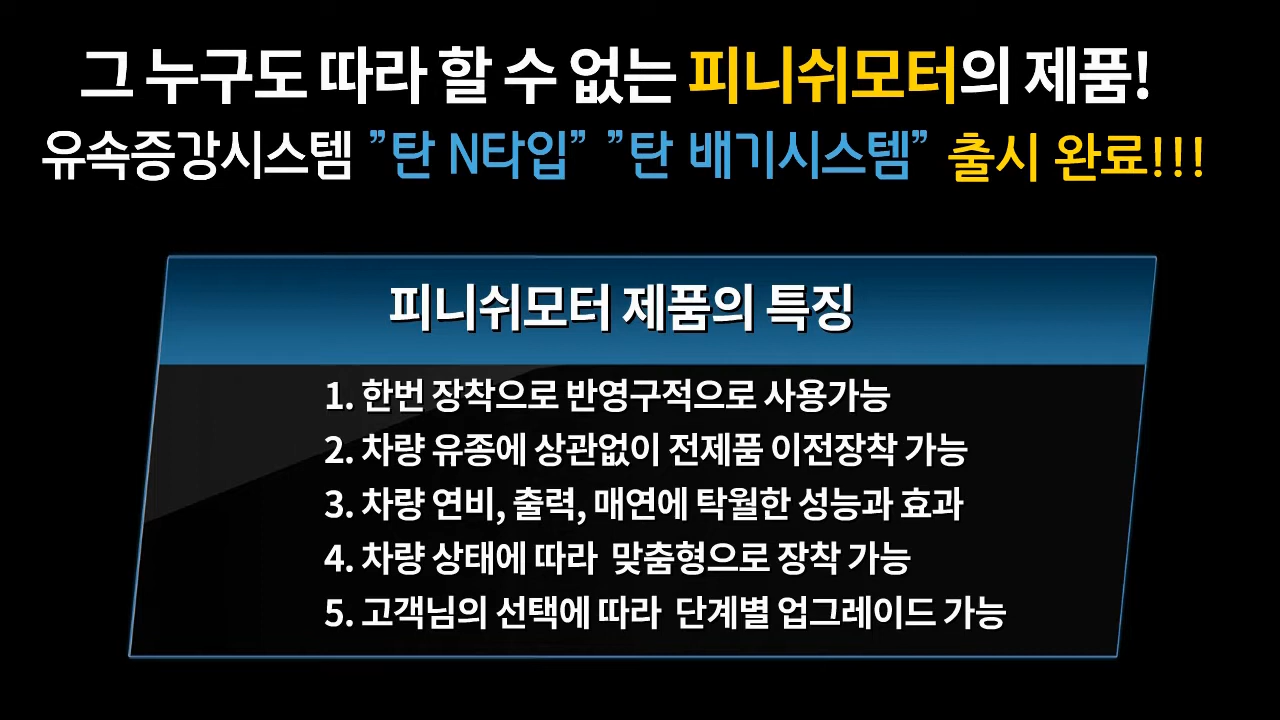 그 누구도 따라 할 수 없는 피니쉬모터의 제품!
유속증강시스템 ”탄 N타입” ”탄 배기시스템” 출시 완료!!!
피니쉬모터 제품의 특징
1. 한번 장착으로 반영구적으로 사용가능
2. 차량 유종에 상관없이 전제품 이전장착 가능
3. 차량 연비, 출력, 매연에 탁월한 성능과 효과
4. 차량 상태에 따라 맞춤형으로 장착 가능
5. 고객님의 선택에 따라 단계별 업그레이드 가능